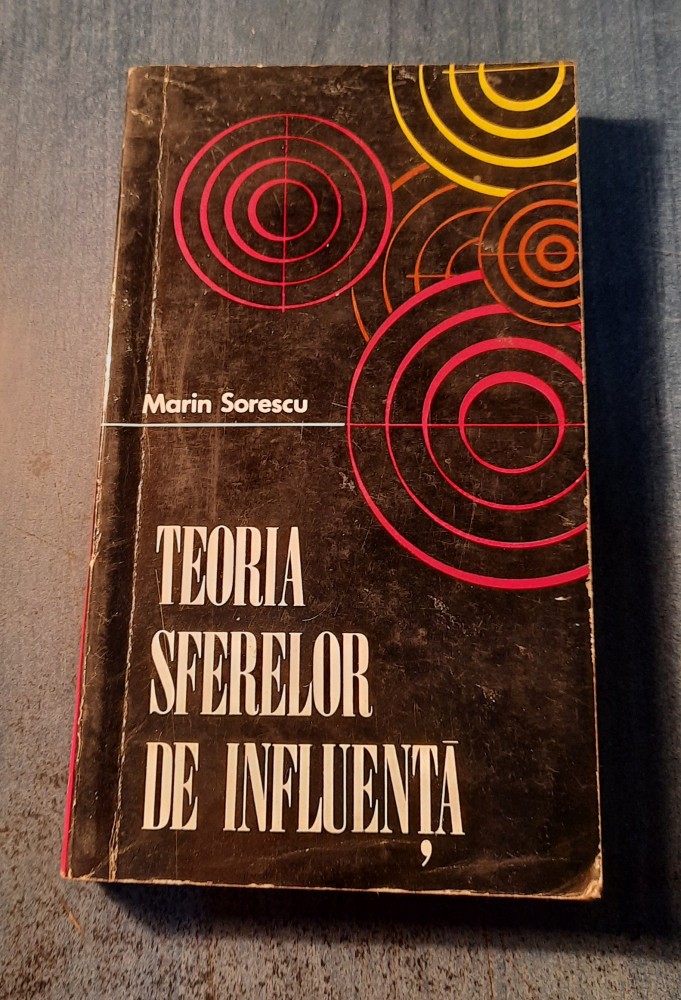 Marin Sorescu
TEORIA
SFERELOR
DE INFLUENȚĂ